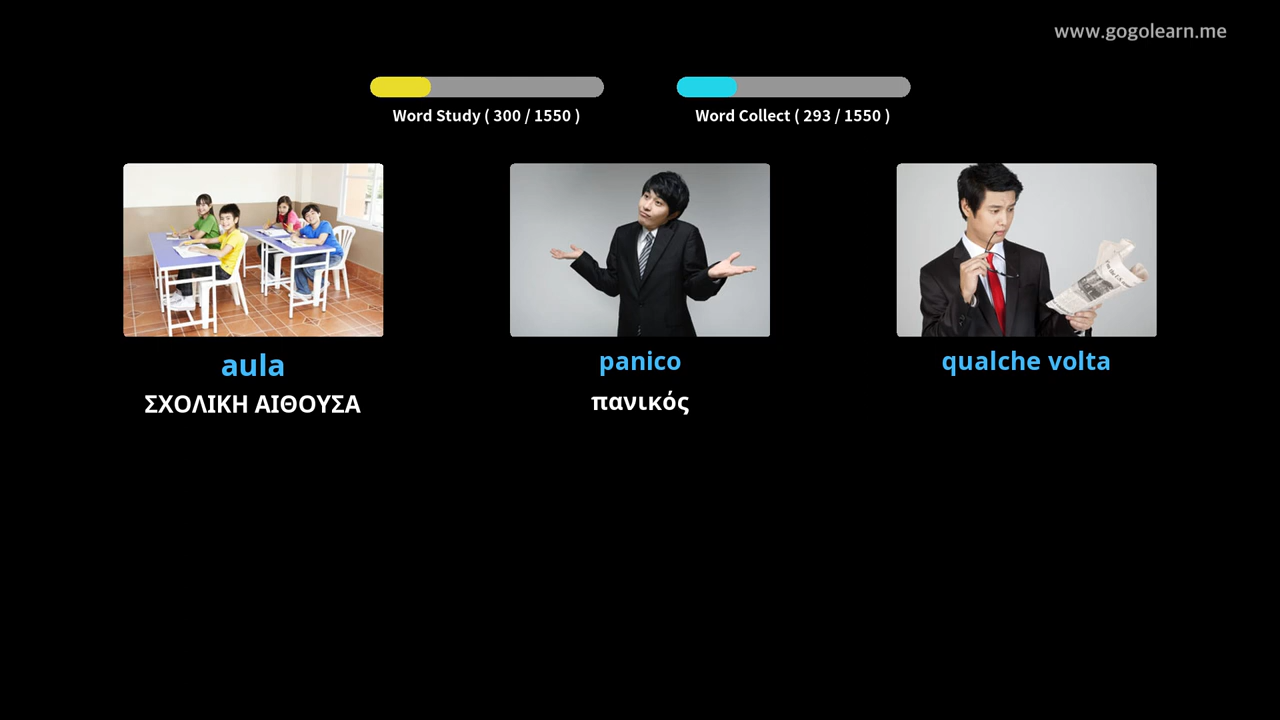 www.gogolearn.me
Word Study ( 300 / 1550 )
Word Collect ( 293 / 1550 )
aula
ΣΧΟΛΙΚΗ ΑΙΘΟΥΣΑ
panico
πανικός
qualche volta